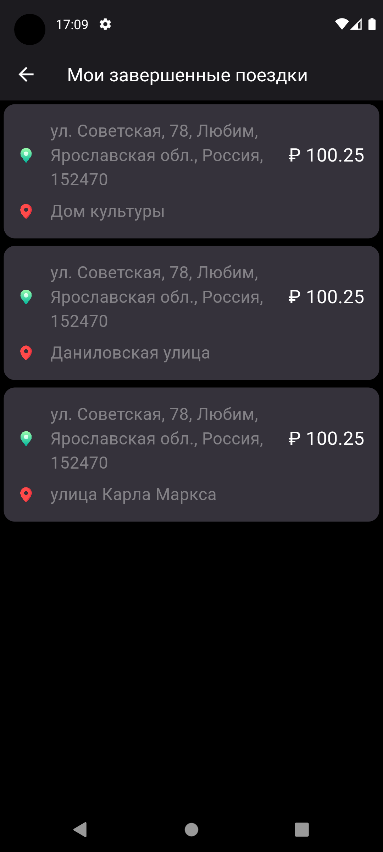 17:09
Мои завершенные поездки
ул. Советская, 78, Любим,
Ярославская обл., Россия,
152470
₽ 100.25
Дом культуры
ул. Советская, 78, Любим,
Ярославская обл., Россия,
152470
₽ 100.25
Даниловская улица
ул. Советская, 78, Любим,
Ярославская обл., Россия,
152470
₽ 100.25
улица Карла Маркса